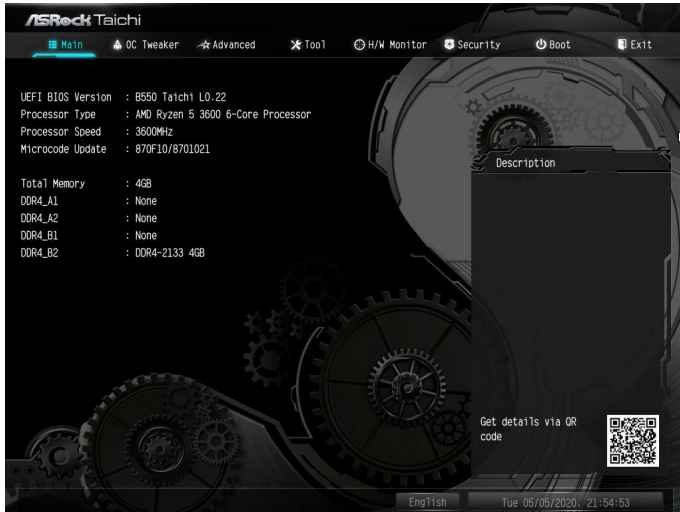 ASRock Taichi
Main OC Tweaker Advanced Tool H/W Monitor Security Boot Exit
UEFI BIOS Version : B550 Taichi L0.22
Processor Type : AMD Ryzen 5 3600 6-Core Processor
Processor Speed : 3600MHz
Microcode Update : 870F10/8701021
Description
Total Memory : 4GB
DDR4_A1 : None
DDR4_A2 : None
DDR4_B1 : None
DDR4_B2 : DDR4-2133 4GB
Get details via QR
code
English Tue 05/05/2020. 21:54:53